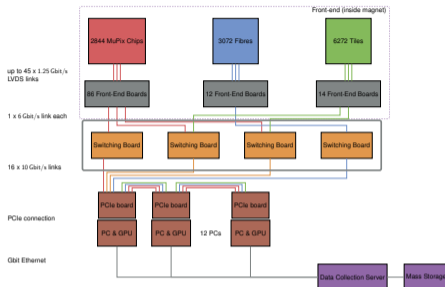 Front-end (inside magnet)
2844 MuPix Chips
3072 Fibres
6272 Tiles
up to 45 x 1.25 Gbit/s
LVDS links
86 Front-End Boards
12 Front-End Boards
14 Front-End Boards
1 x 6 Gbit/s link each
Switching Board
Switching Board
Switching Board
Switching Board
16 x 10 Gbit/s links
PCIe board
PCIe board
PCIe board
PCIe connection
PC & GPU
PC & GPU
12 PCs
PC & GPU
Gbit Ethernet
Data Collection Server
Mass Storage